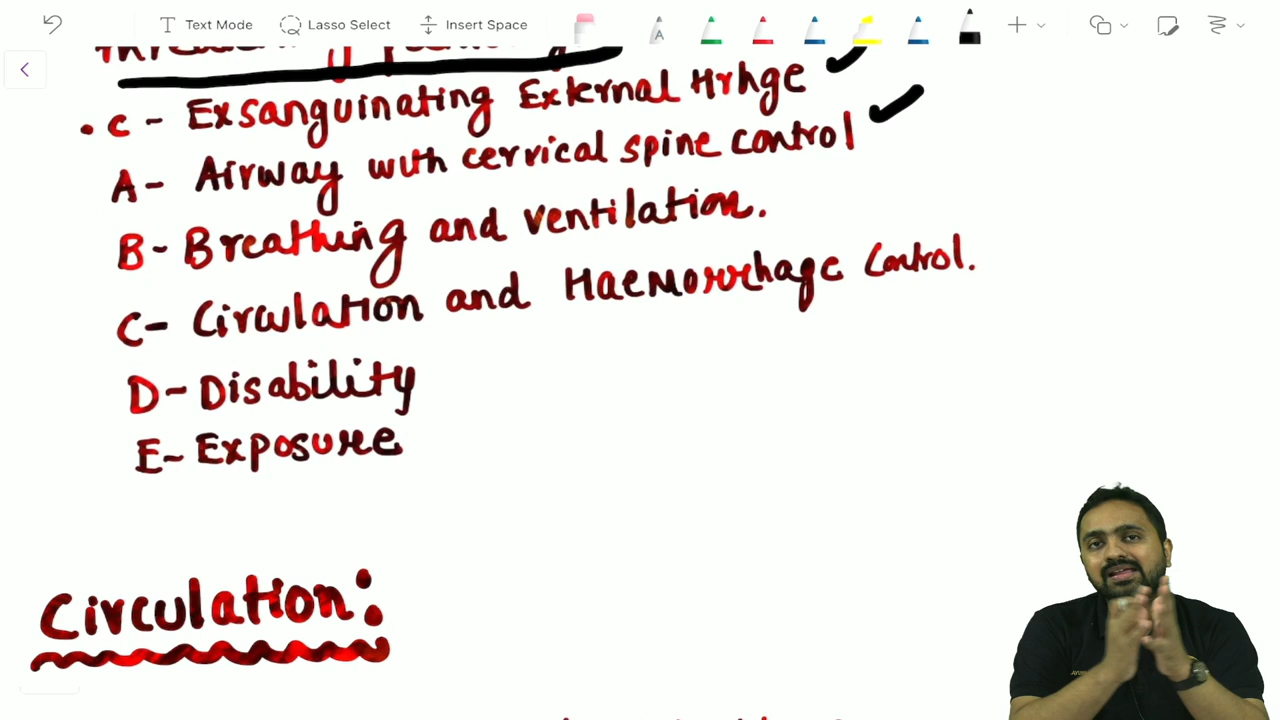 Text Mode Lasso Select Insert Space
A
• C - Exsanguinating External Hrhge
A- Airway with cervical spine control
B- Breathing and ventilation.
C- Circulation and Haemorrhage control.
D- Disability
E- Exposure
Circulation: